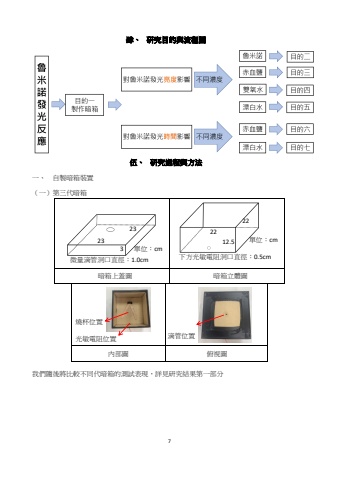 肆、 研究目的與流程圖
魯米諾發光反應
目的一
製作暗箱
對魯米諾發光亮度影響
不同濃度
魯米諾
目的二
赤血鹽
目的三
雙氧水
目的四
漂白水
目的五
對魯米諾發光時間影響
不同濃度
赤血鹽
目的六
漂白水
目的七
伍、 研究過程與方法
一、 自製暗箱裝置
（一）第三代暗箱
23
23
3
單位：cm
微量滴管洞口直徑：1.0cm
22
22
12.5
單位：cm
下方光敏電阻洞口直徑：0.5cm
暗箱上蓋圖
暗箱立體圖
燒杯位置
光敏電阻位置
滴管位置
內部圖
俯視圖
我們隨後將比較不同代暗箱的測試表現，詳見研究結果第一部分
7